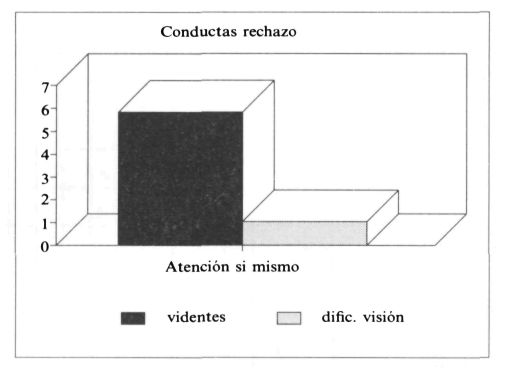 Conductas rechazo
7
6
5
4
3
2
1
0
Atención si mismo
videntes    dific. visión